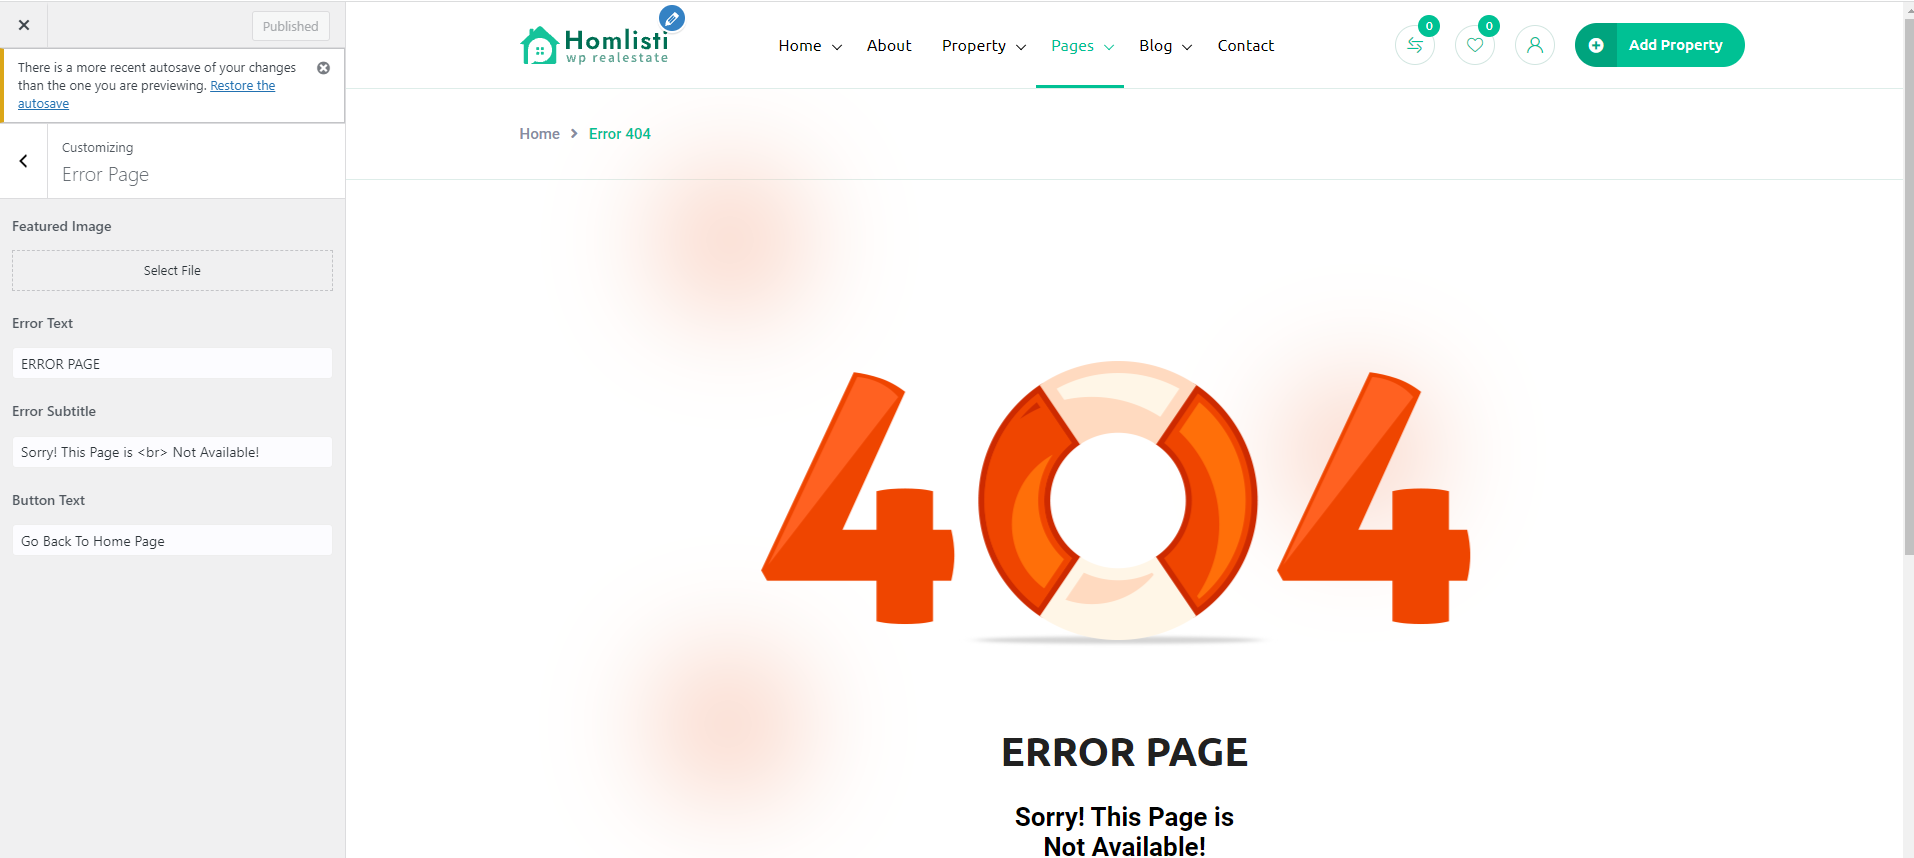 Published
There is a more recent autosave of your changes
than the one you are previewing. Restore the
autosave
Customizing
Error Page
Featured Image
Select File
Error Text
ERROR PAGE
Error Subtitle
Sorry! This Page is <br> Not Available!
Button Text
Go Back To Home Page
Homlisti
wp realestate
Home About Property Pages Blog Contact
0 0
Add Property
Home > Error 404
404
ERROR PAGE
Sorry! This Page is
Not Available!